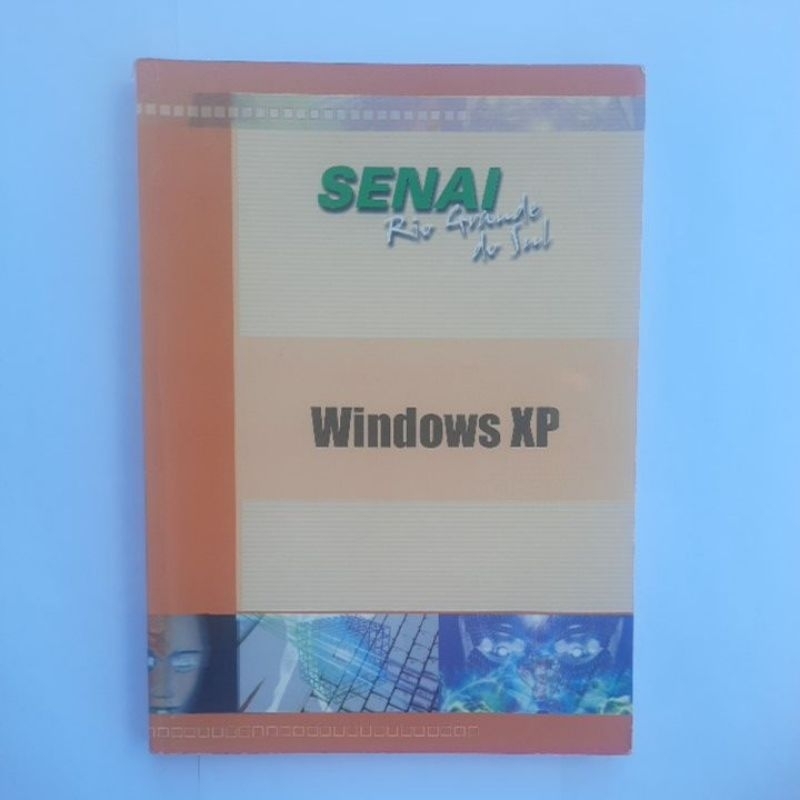 SENAI
Rio Grande
do Sul
Windows XP